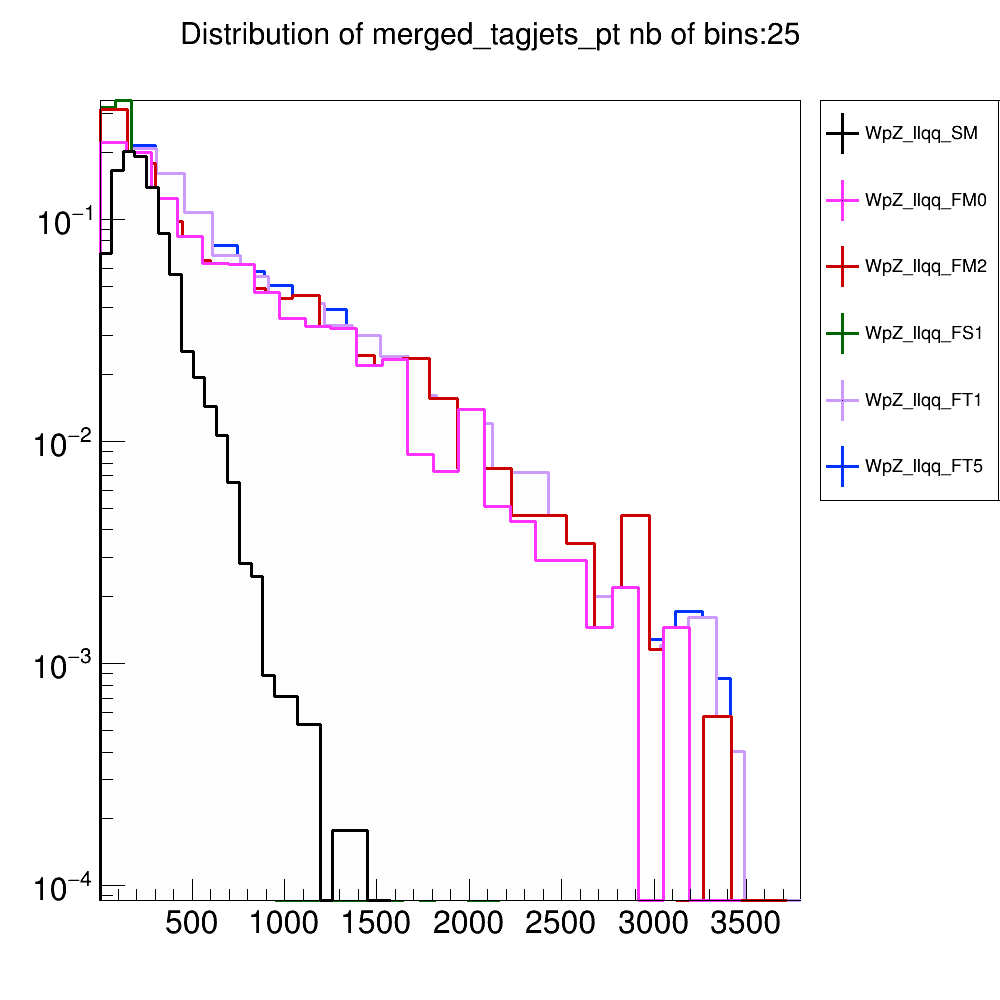 Distribution of merged_tagjets_pt nb of bins:25
WpZ_llqq_SM
WpZ_llqq_FM0
WpZ_llqq_FM2
WpZ_llqq_FS1
WpZ_llqq_FT1
WpZ_llqq_FT5
10⁻¹
10⁻²
10⁻³
10⁻⁴
500 1000 1500 2000 2500 3000 3500